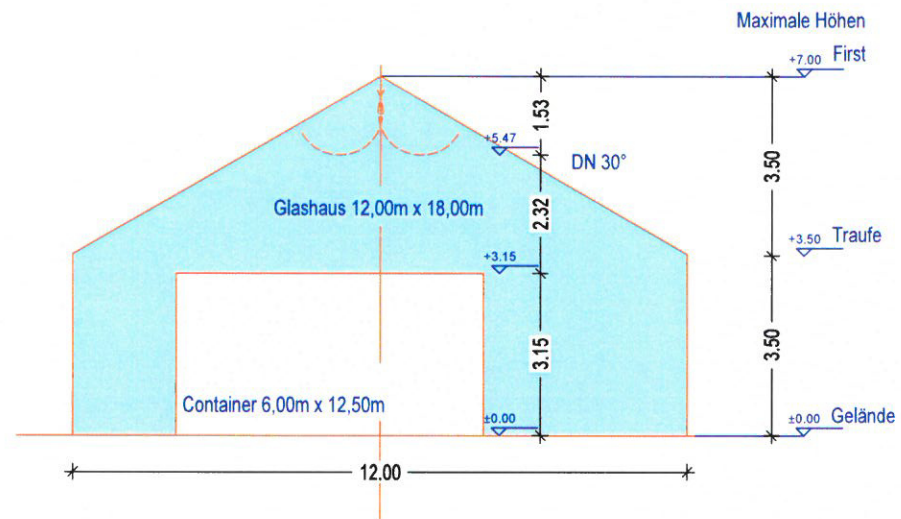 Maximale Höhen
+7.00 First
1.53
+5.47
DN 30°
3.50
Glashaus 12,00m x 18,00m
2.32
+3.50 Traufe
+3.15
3.15
3.50
Container 6,00m x 12,50m
±0.00
±0.00 Gelände
12.00